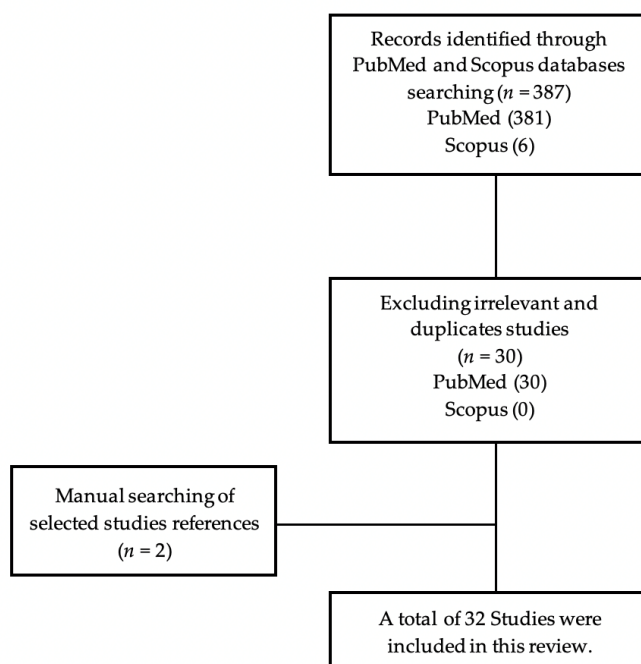 Records identified through
PubMed and Scopus databases
searching (n = 387)
PubMed (381)
Scopus (6)
Excluding irrelevant and
duplicates studies
(n = 30)
PubMed (30)
Scopus (0)
Manual searching of
selected studies references
(n = 2)
A total of 32 Studies were
included in this review.